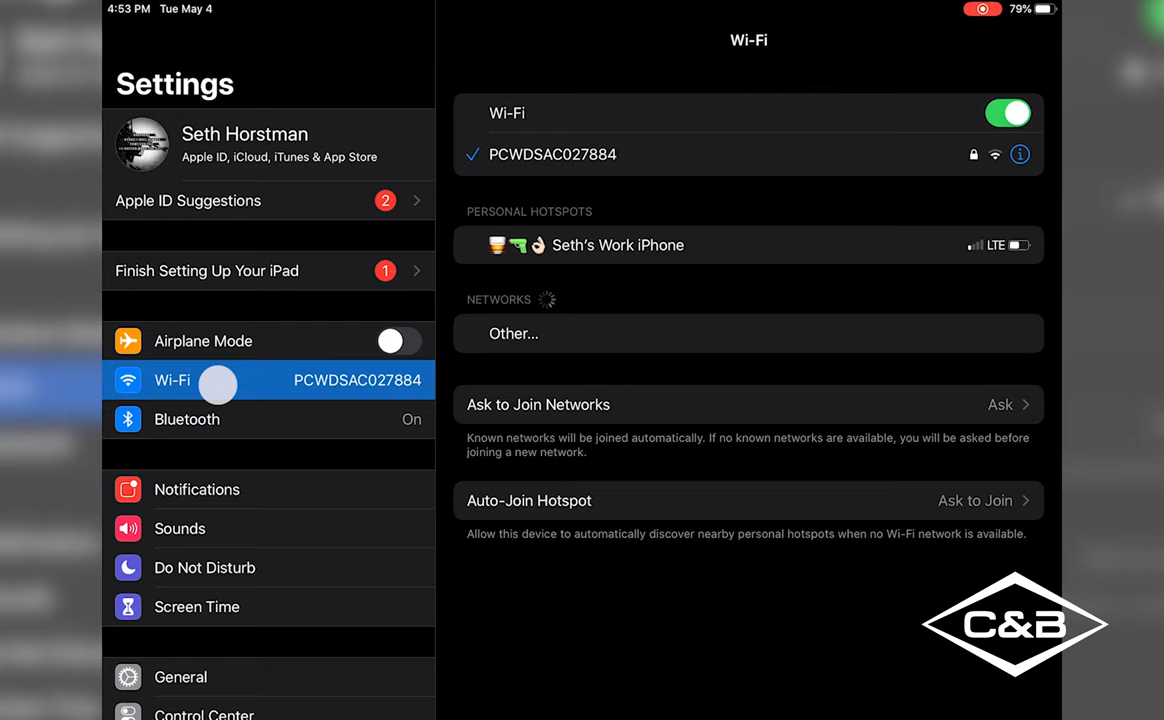 4:53 PM Tue May 4
79%
Settings
Seth Horstman
Apple ID, iCloud, iTunes & App Store
Apple ID Suggestions 2
Finish Setting Up Your iPad 1
Airplane Mode
Wi-Fi PCWDSAC027884
Bluetooth On
Notifications
Sounds
Do Not Disturb
Screen Time
General
Control Center
Wi-Fi
Wi-Fi
PCWDSAC027884
PERSONAL HOTSPOTS
Seth's Work iPhone LTE
NETWORKS
Other...
Ask to Join Networks Ask
Known networks will be joined automatically. If no known networks are available, you will be asked before
joining a new network.
Auto-Join Hotspot Ask to Join
Allow this device to automatically discover nearby personal hotspots when no Wi-Fi network is available.
C&B